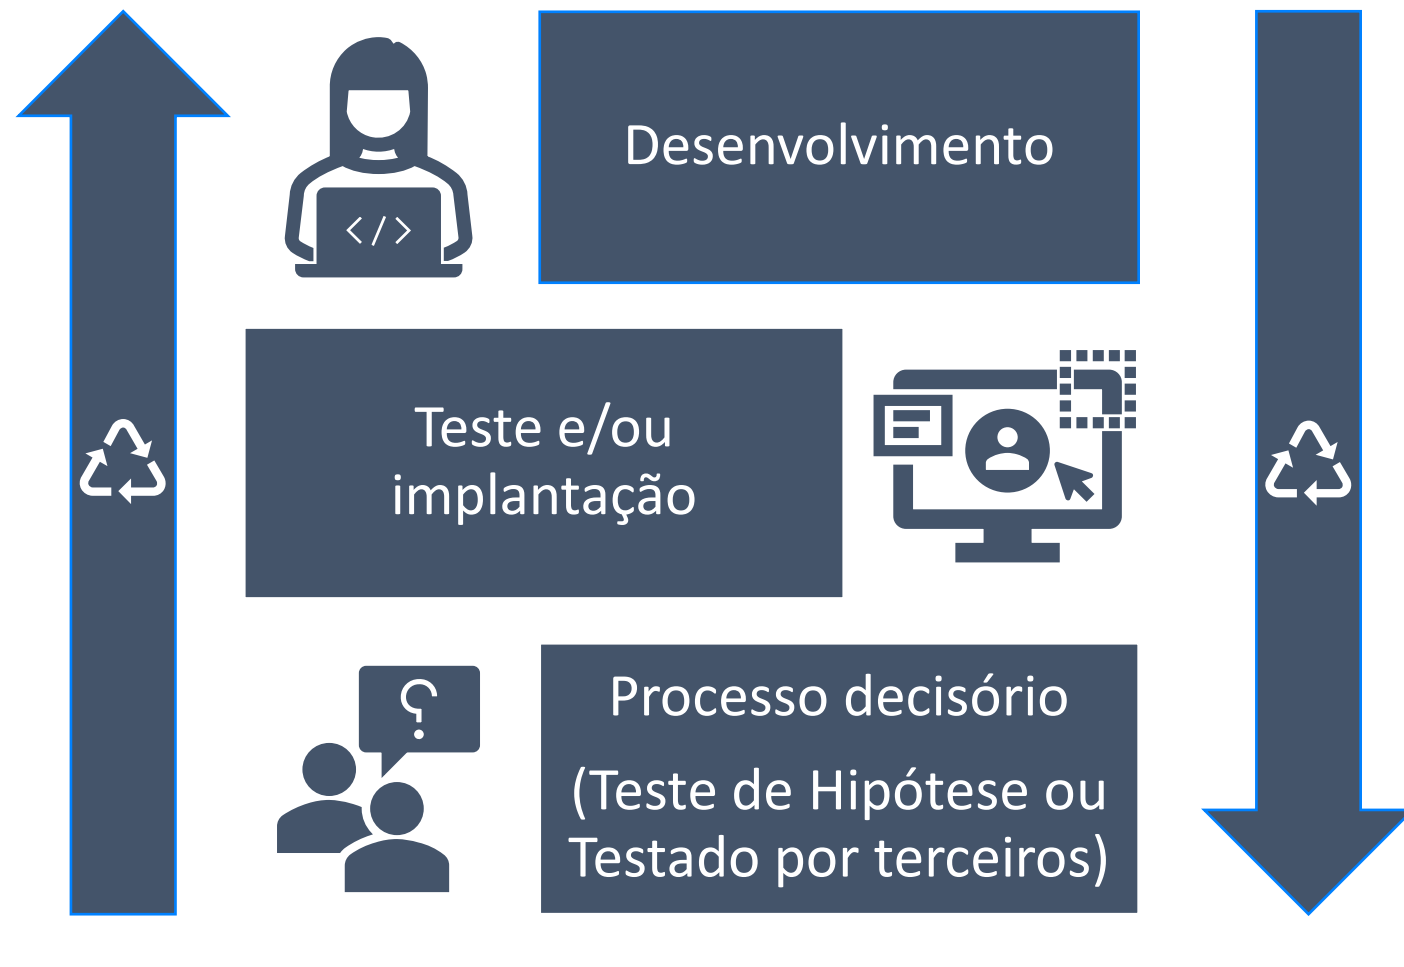 Desenvolvimento
</>
Teste e/ou
implantação
?
Processo decisório
(Teste de Hipótese ou
Testado por terceiros)